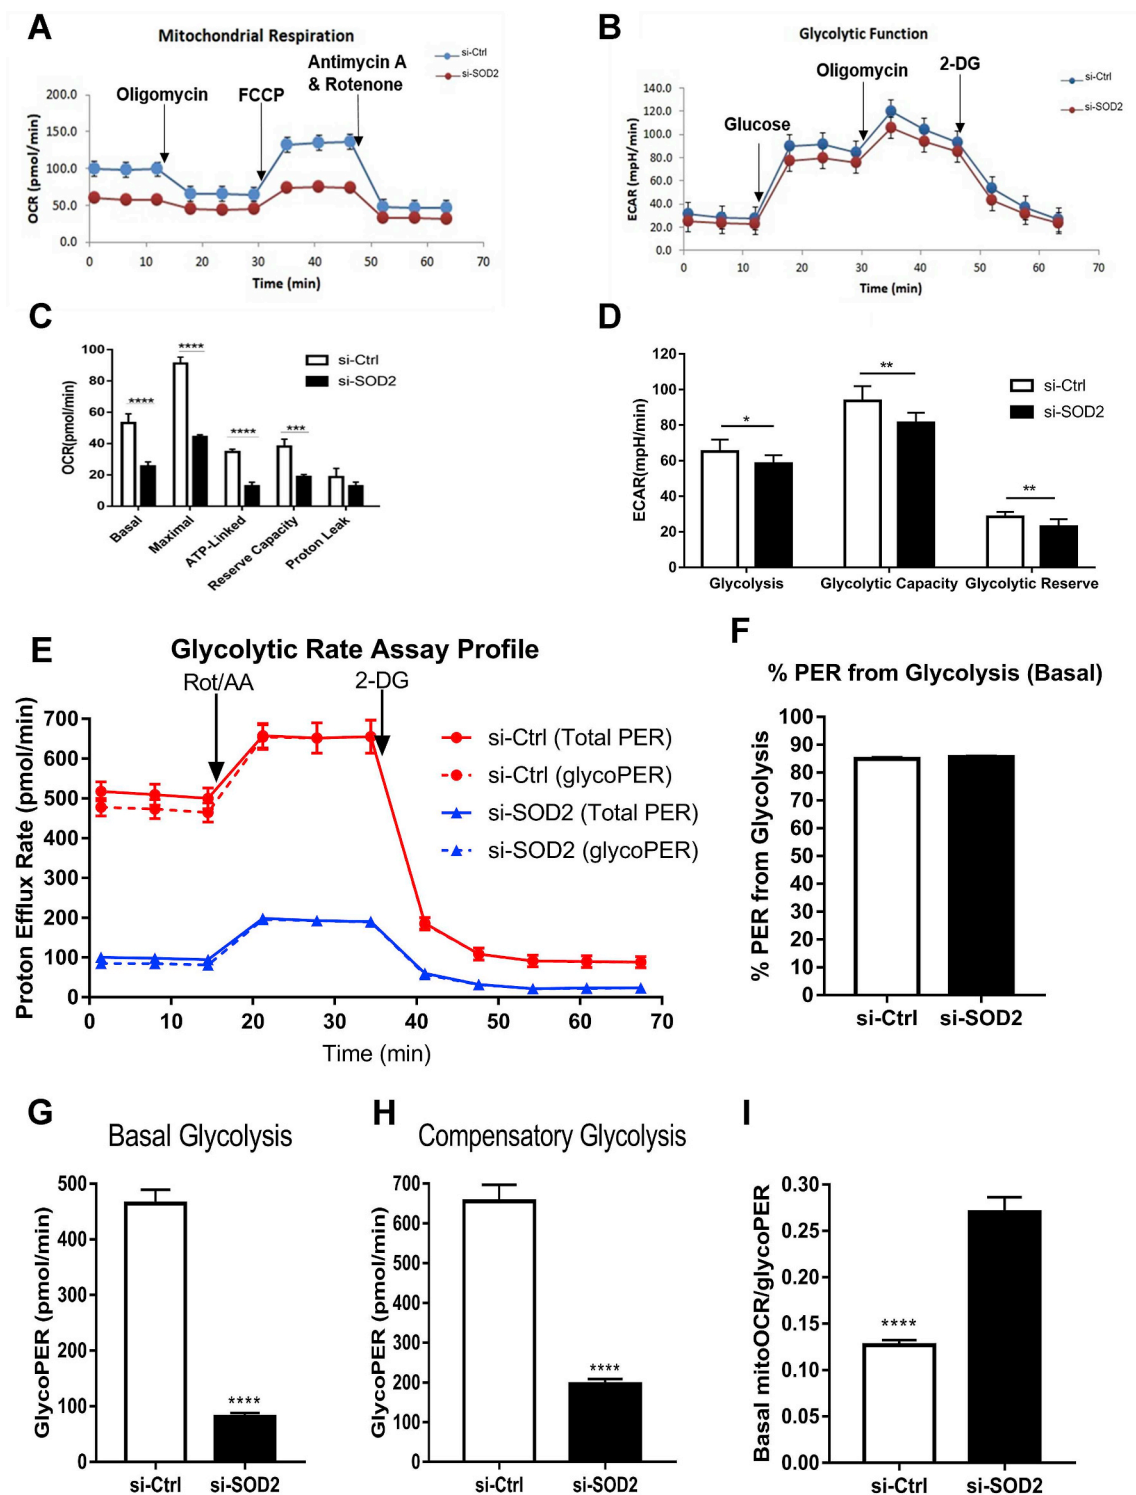 A
Mitochondrial Respiration
si-Ctrl
si-SOD2
Antimycin A
& Rotenone
Oligomycin
FCCP
OCR (pmol/min)
200.0
150.0
100.0
50.0
0.0
0 10 20 30 40 50 60 70
Time (min)
B
Glycolytic Function
si-Ctrl
si-SOD2
Oligomycin
2-DG
Glucose
ECAR (mpH/min)
140.0
120.0
100.0
80.0
60.0
40.0
20.0
0.0
0 10 20 30 40 50 60 70
Time (min)
C
OCR(pmol/min)
100
80
60
40
20
0
****
****
****
***
si-Ctrl
si-SOD2
Basal
Maximal
ATP-Linked
Reserve Capacity
Proton Leak
D
ECAR(mpH/min)
120
100
80
60
40
20
0
*
**
**
si-Ctrl
si-SOD2
Glycolysis
Glycolytic Capacity
Glycolytic Reserve
E
Glycolytic Rate Assay Profile
Rot/AA
2-DG
Proton Efflux Rate (pmol/min)
700
600
500
400
300
200
100
0
si-Ctrl (Total PER)
si-Ctrl (glycoPER)
si-SOD2 (Total PER)
si-SOD2 (glycoPER)
0 10 20 30 40 50 60 70
Time (min)
F
% PER from Glycolysis (Basal)
% PER from Glycolysis
100
90
80
70
60
50
40
30
20
10
0
si-Ctrl
si-SOD2
G
Basal Glycolysis
GlycoPER (pmol/min)
500
400
300
200
100
0
****
si-Ctrl
si-SOD2
H
Compensatory Glycolysis
GlycoPER (pmol/min)
700
600
500
400
300
200
100
0
****
si-Ctrl
si-SOD2
I
Basal mitoOCR/glycoPER
0.30
0.25
0.20
0.15
0.10
0.05
0.00
****
si-Ctrl
si-SOD2